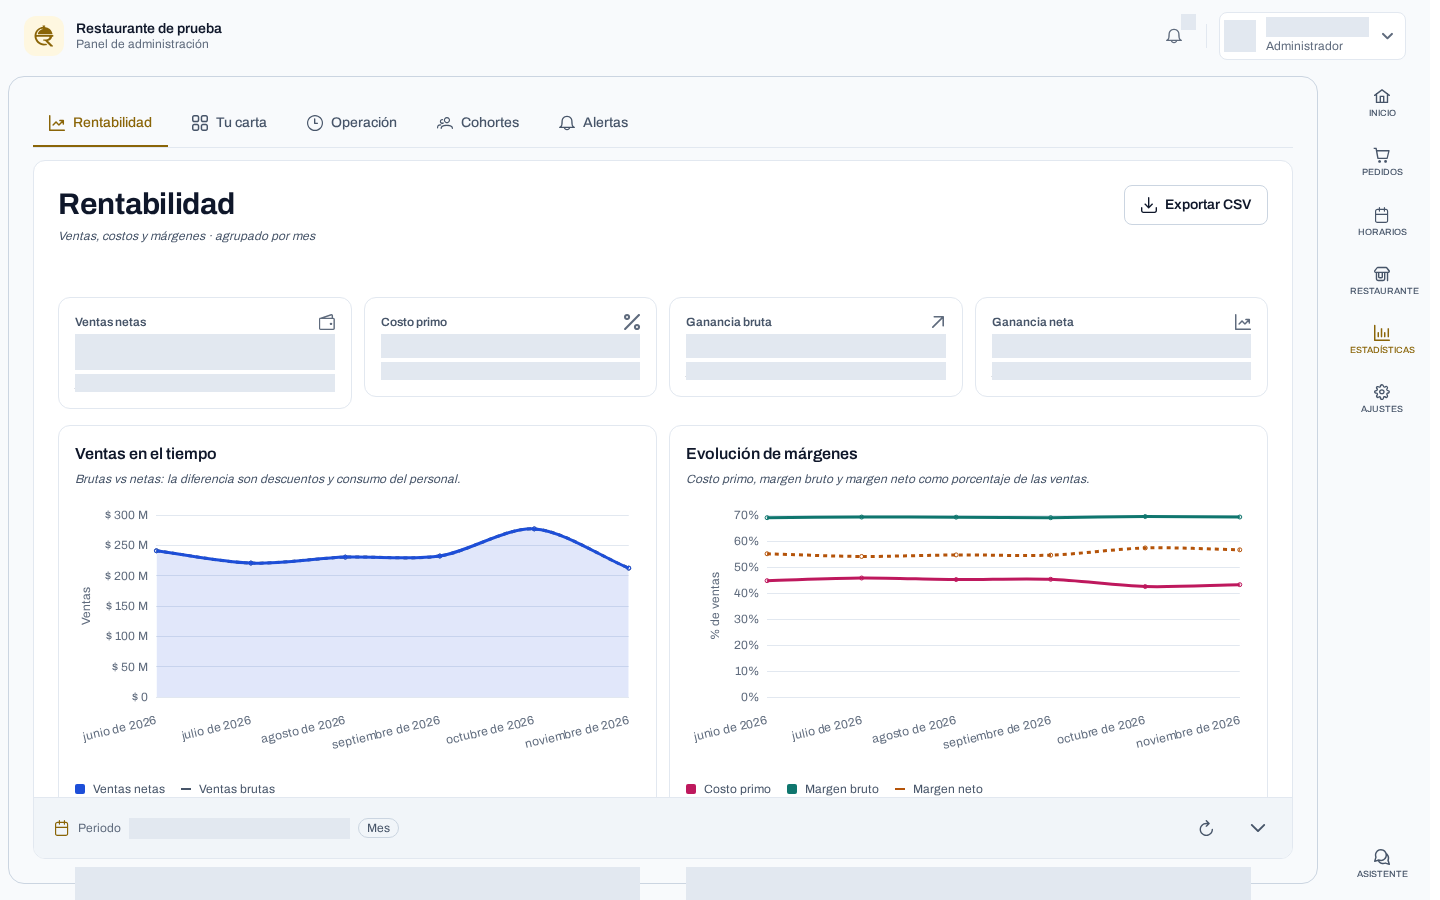 Restaurante de prueba
Panel de administración
Administrador
Rentabilidad
Tu carta
Operación
Cohortes
Alertas
INICIO
PEDIDOS
HORARIOS
RESTAURANTE
ESTADÍSTICAS
AJUSTES
ASISTENTE
Rentabilidad
Ventas, costos y márgenes · agrupado por mes
Exportar CSV
Ventas netas
Costo primo
Ganancia bruta
Ganancia neta
Ventas en el tiempo
Brutas vs netas: la diferencia son descuentos y consumo del personal.
Ventas
$ 300 M
$ 250 M
$ 200 M
$ 150 M
$ 100 M
$ 50 M
$ 0
junio de 2026
julio de 2026
agosto de 2026
septiembre de 2026
octubre de 2026
noviembre de 2026
Ventas netas
Ventas brutas
Evolución de márgenes
Costo primo, margen bruto y margen neto como porcentaje de las ventas.
% de ventas
70%
60%
50%
40%
30%
20%
10%
0%
junio de 2026
julio de 2026
agosto de 2026
septiembre de 2026
octubre de 2026
noviembre de 2026
Costo primo
Margen bruto
Margen neto
Periodo
Mes